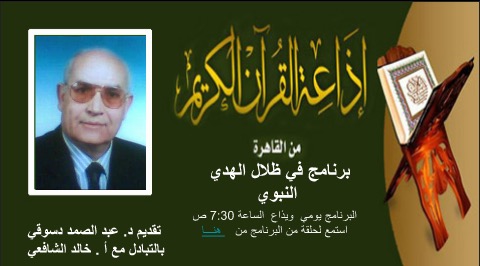 إذاعة القرآن الكريم
من القاهرة
برنامج في ظلال الهدي
النبوي
البرنامج يومي ويذاع الساعة 7:30 ص
استمع لحلقة من البرنامج من هنــا
تقديم د. عبد الصمد دسوقي
بالتبادل مع أ . خالد الشافعي